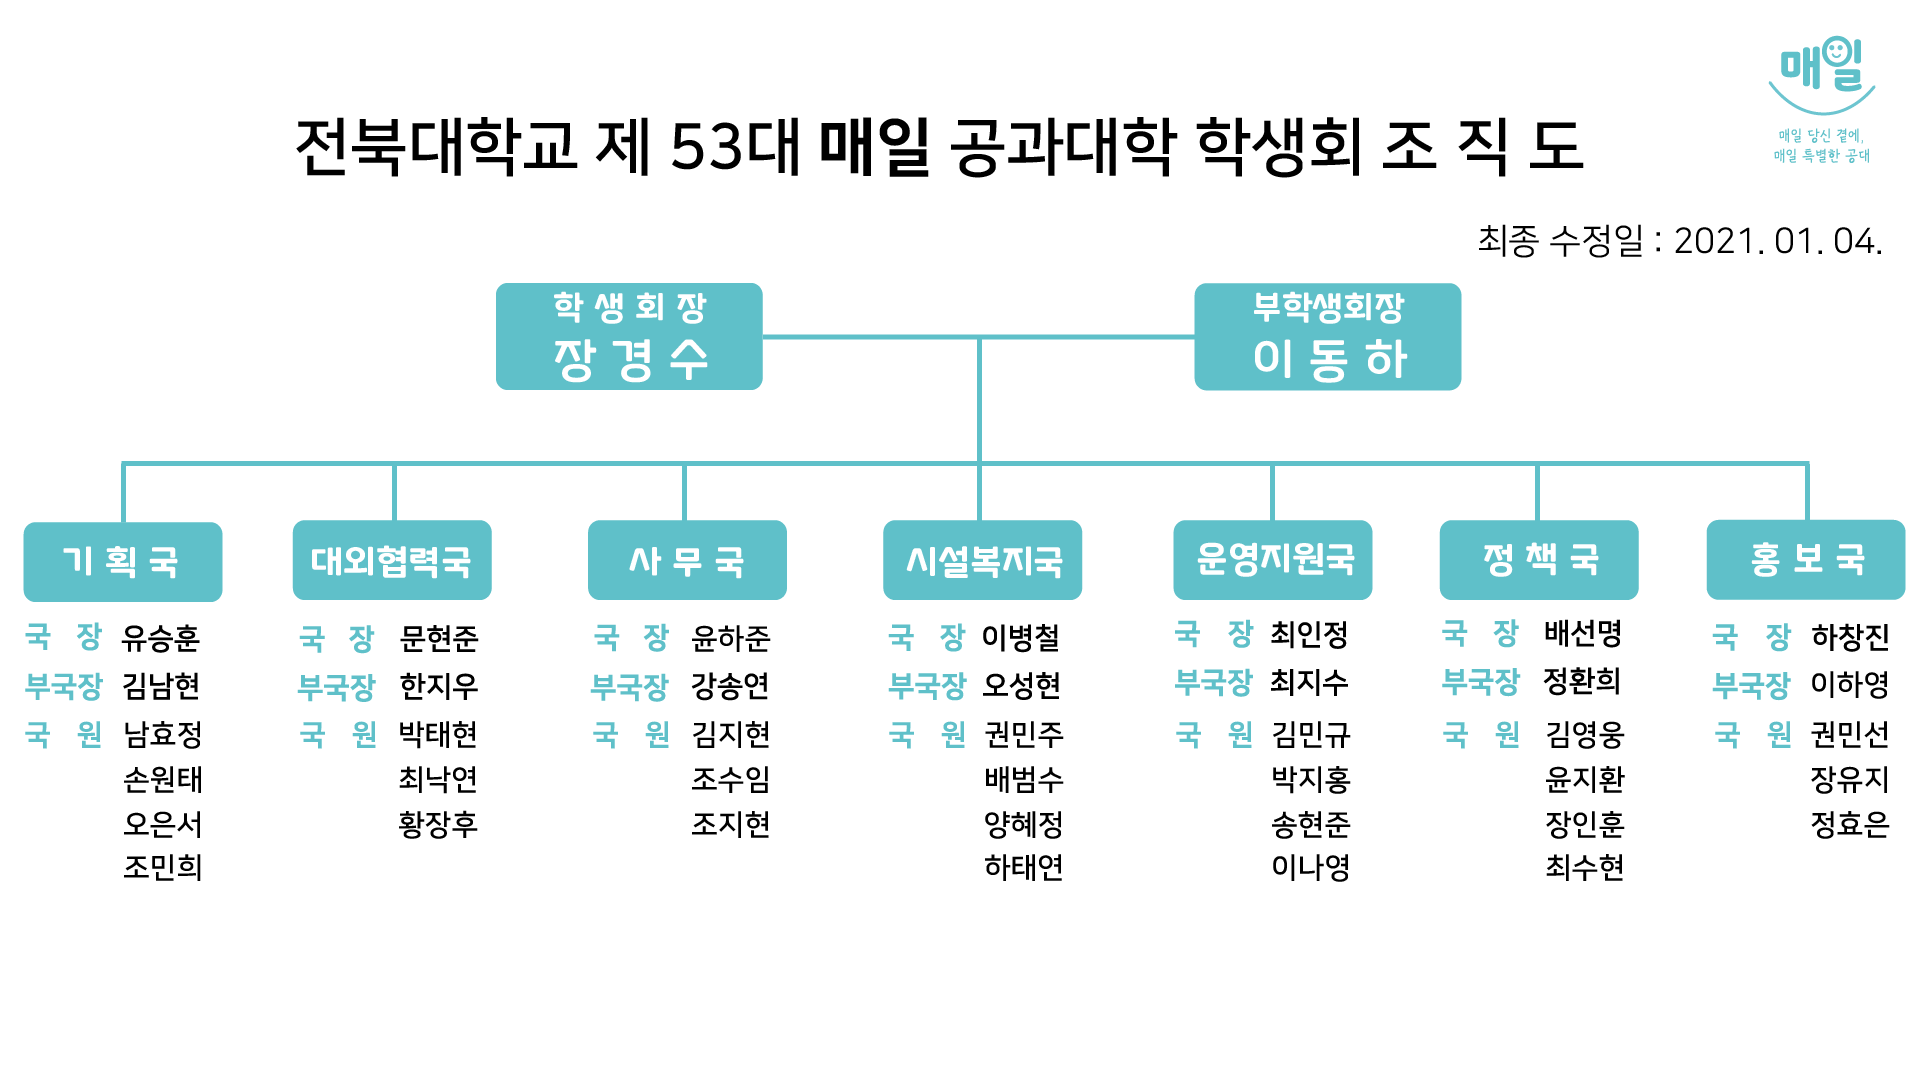 매일
매일 당신 곁에,
매일 특별한 공대
전북대학교 제 53대 매일 공과대학 학생회 조 직 도
최종 수정일 : 2021. 01. 04.
학 생 회 장
장 경 수
부학생회장
이 동 하
기 획 국
국 장 유승훈
부국장 김남현
국 원 남효정
손원태
오은서
조민희
대외협력국
국 장 문현준
부국장 한지우
국 원 박태현
최낙연
황장후
사 무 국
국 장 윤하준
부국장 강송연
국 원 김지현
조수임
조지현
시설복지국
국 장 이병철
부국장 오성현
국 원 권민주
배범수
양혜정
하태연
운영지원국
국 장 최인정
부국장 최지수
국 원 김민규
박지홍
송현준
이나영
정 책 국
국 장 배선명
부국장 정환희
국 원 김영웅
윤지환
장인훈
최수현
홍 보 국
국 장 하창진
부국장 이하영
국 원 권민선
장유지
정효은